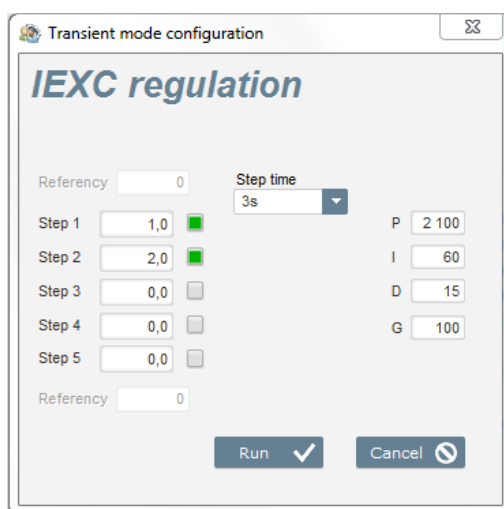 Transient mode configuration
IEXC regulation
Referency 0
Step time
3s
Step 1 1,0
Step 2 2,0
Step 3 0,0
Step 4 0,0
Step 5 0,0
Referency 0
P 2 100
I 60
D 15
G 100
Run
Cancel